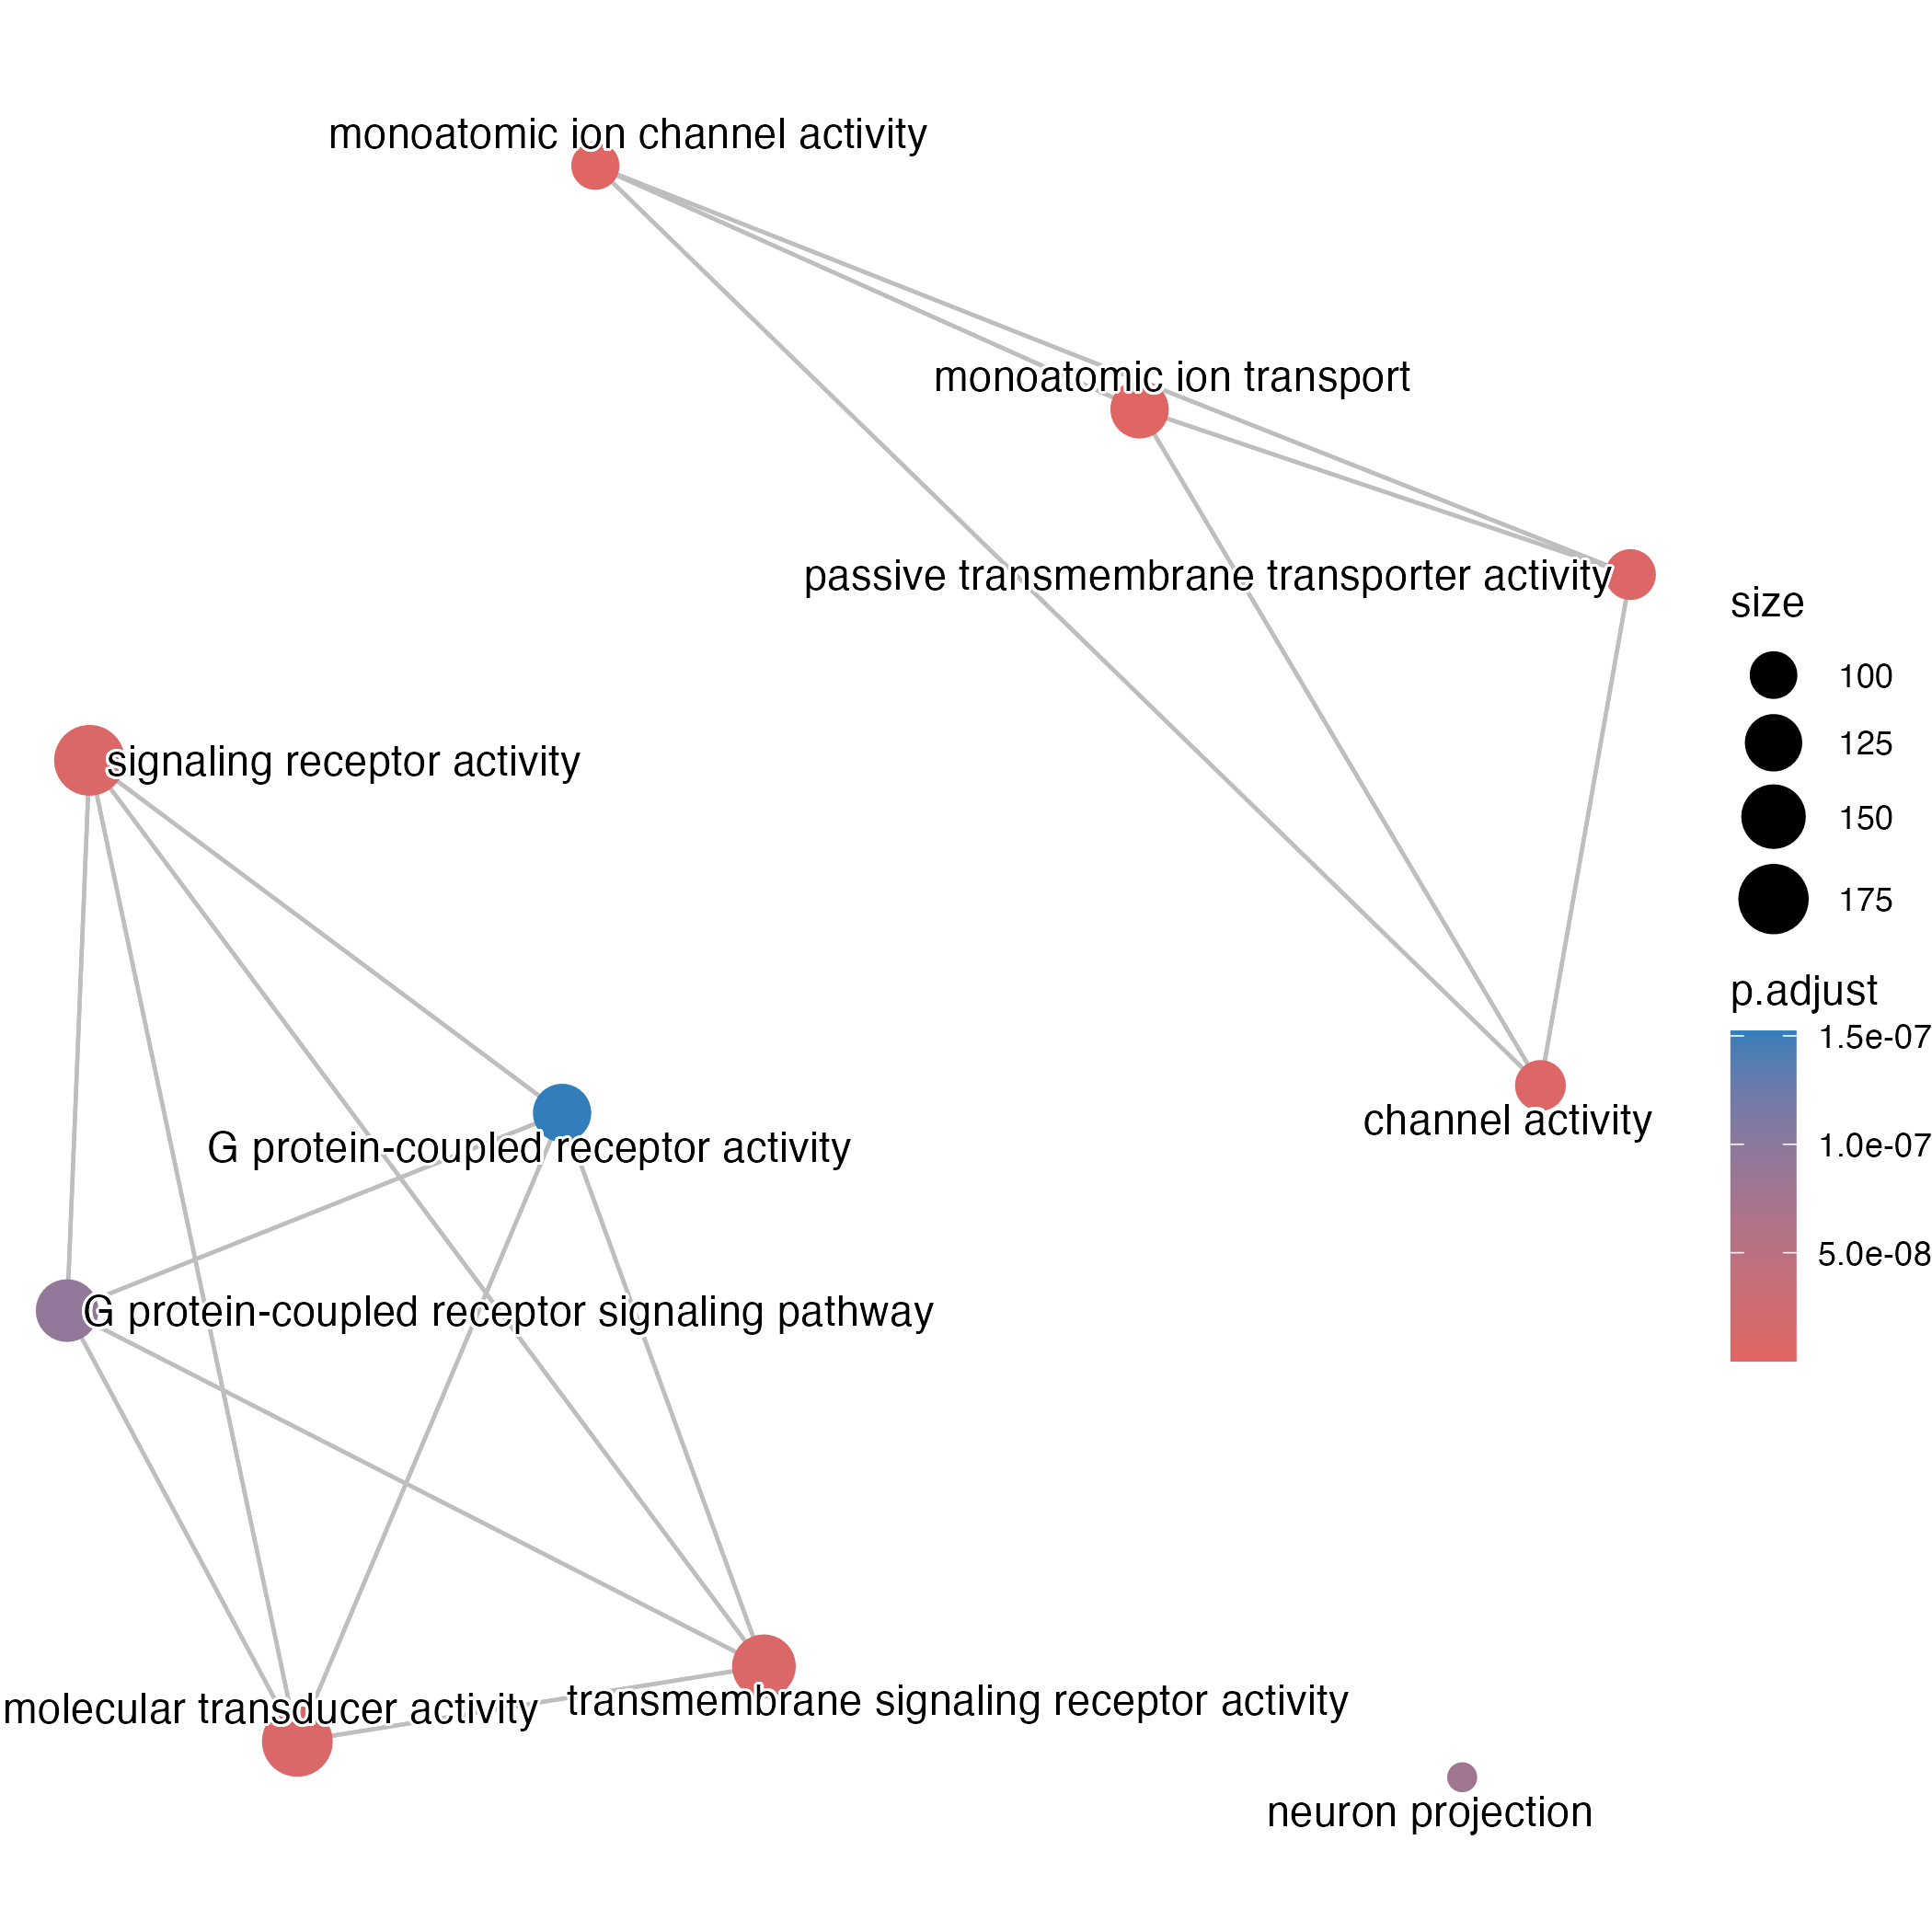 monoatomic ion channel activity
monoatomic ion transport
passive transmembrane transporter activity
size
100
125
150
175
signaling receptor activity
p.adjust
1.5e-07
1.0e-07
5.0e-08
channel activity
G protein-coupled receptor activity
G protein-coupled receptor signaling pathway
molecular transducer activity
transmembrane signaling receptor activity
neuron projection